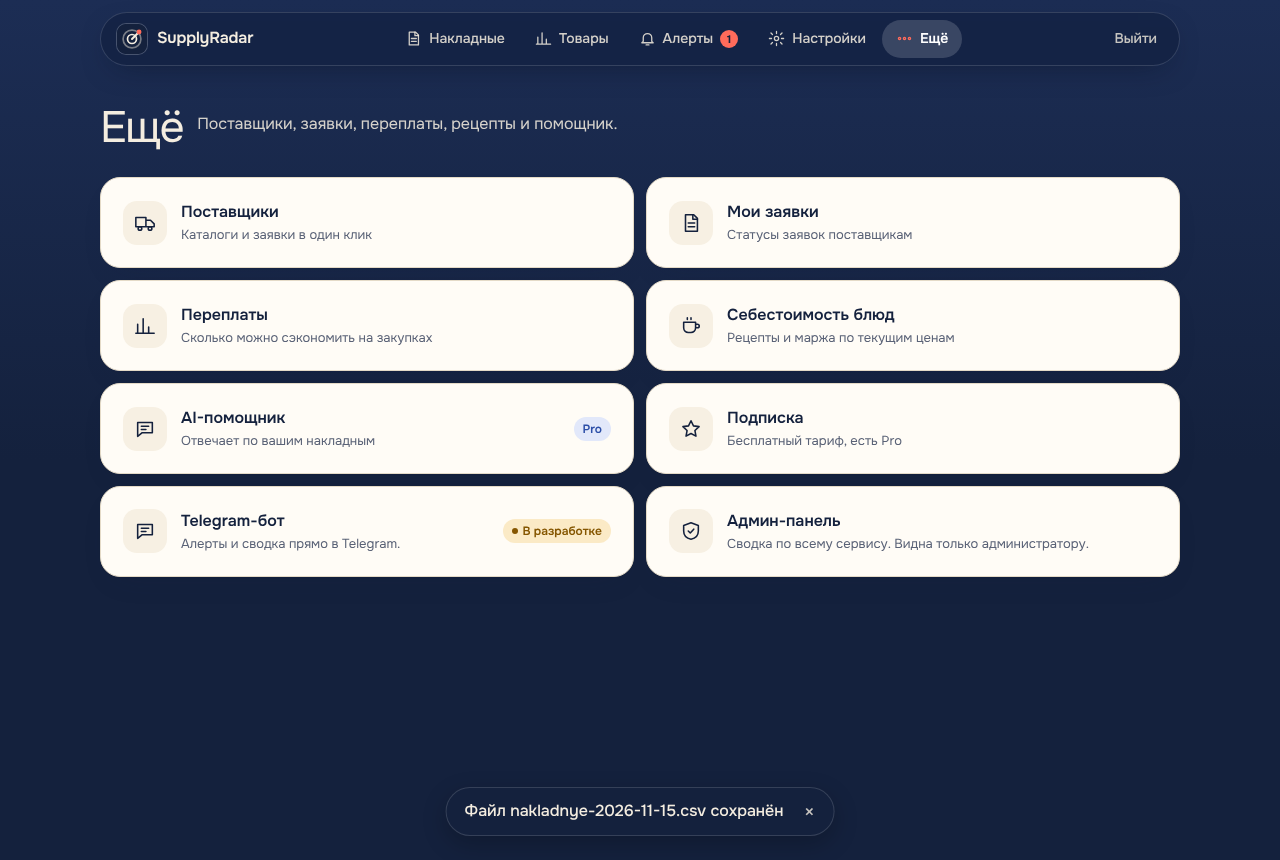 SupplyRadar
Накладные
Товары
Алерты 1
Настройки
Ещё
Выйти
Ещё
Поставщики, заявки, переплаты, рецепты и помощник.
Поставщики
Каталоги и заявки в один клик
Мои заявки
Статусы заявок поставщикам
Переплаты
Сколько можно сэкономить на закупках
Себестоимость блюд
Рецепты и маржа по текущим ценам
AI-помощник
Отвечает по вашим накладным
Pro
Подписка
Бесплатный тариф, есть Pro
Telegram-бот
Алерты и сводка прямо в Telegram.
В разработке
Админ-панель
Сводка по всему сервису. Видна только администратору.
Файл nakladnye-2026-11-15.csv сохранён ×